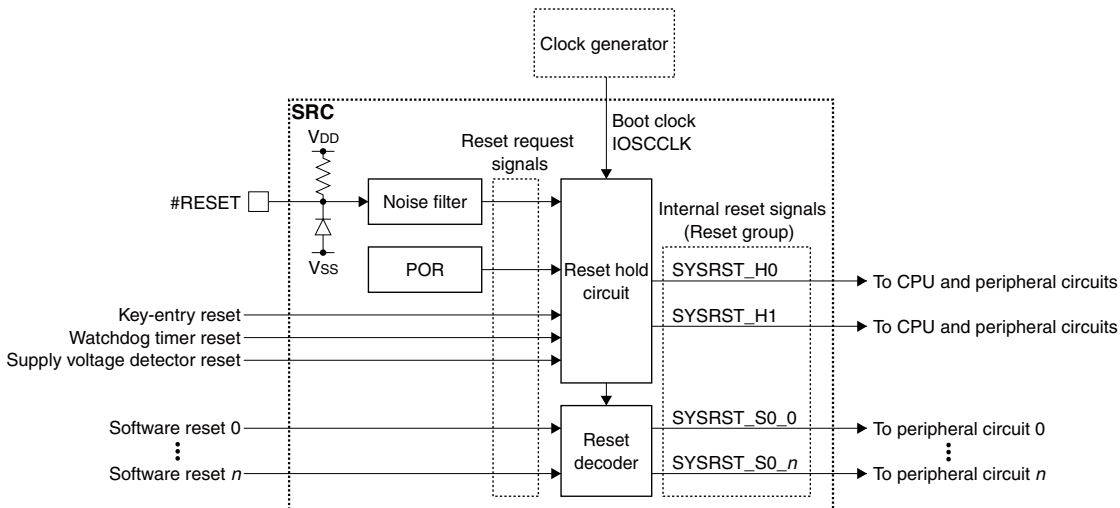 Clock generator
SRC
Boot clock
IOSCCLK
VDD
Reset request
signals
#RESET
Noise filter
Internal reset signals
(Reset group)
VSS
POR
Reset hold
circuit
SYSRST_H0
To CPU and peripheral circuits
Key-entry reset
SYSRST_H1
To CPU and peripheral circuits
Watchdog timer reset
Supply voltage detector reset
Software reset 0
Reset
decoder
SYSRST_S0_0
To peripheral circuit 0
Software reset n
SYSRST_S0_n
To peripheral circuit n